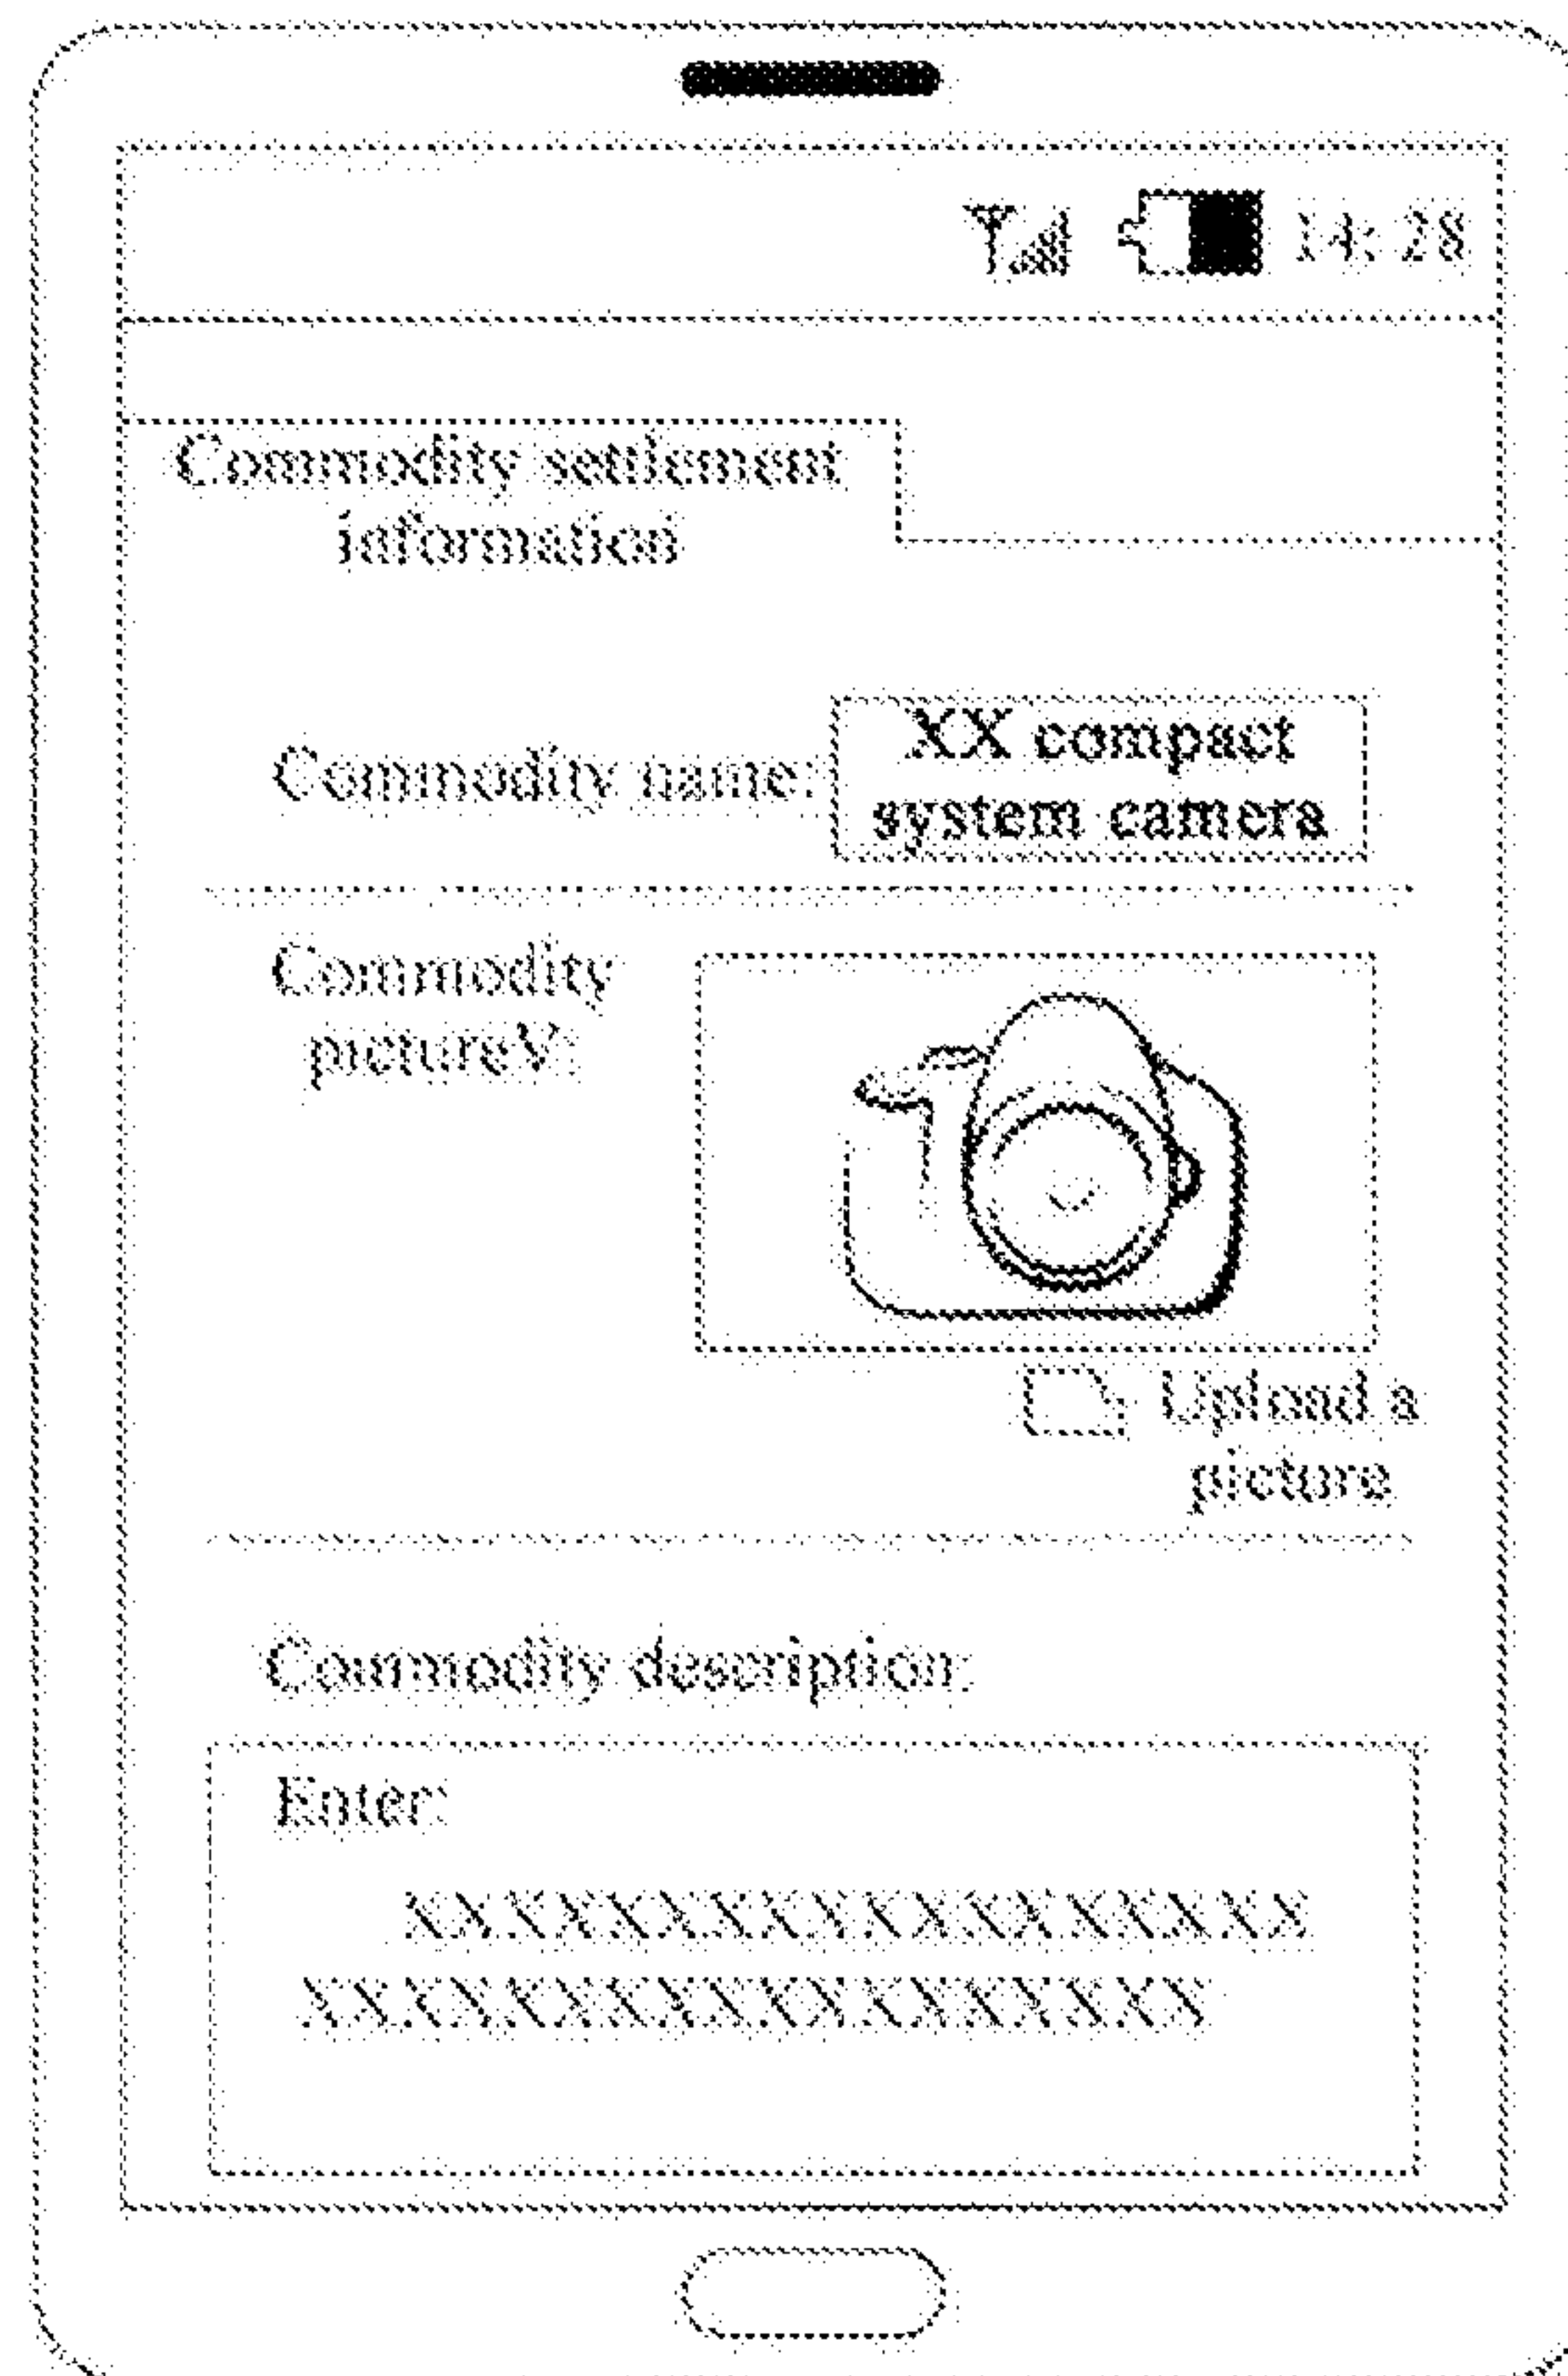 14: 28
Commodity settlement
information
Commodity name:
XX compact
system camera
Commodity
pictureV:
Upload a
picture
Commodity description:
Enter:
XXXXXXXXXXXXXXXXXX
XXXXXXXXXXXXXXXXXX